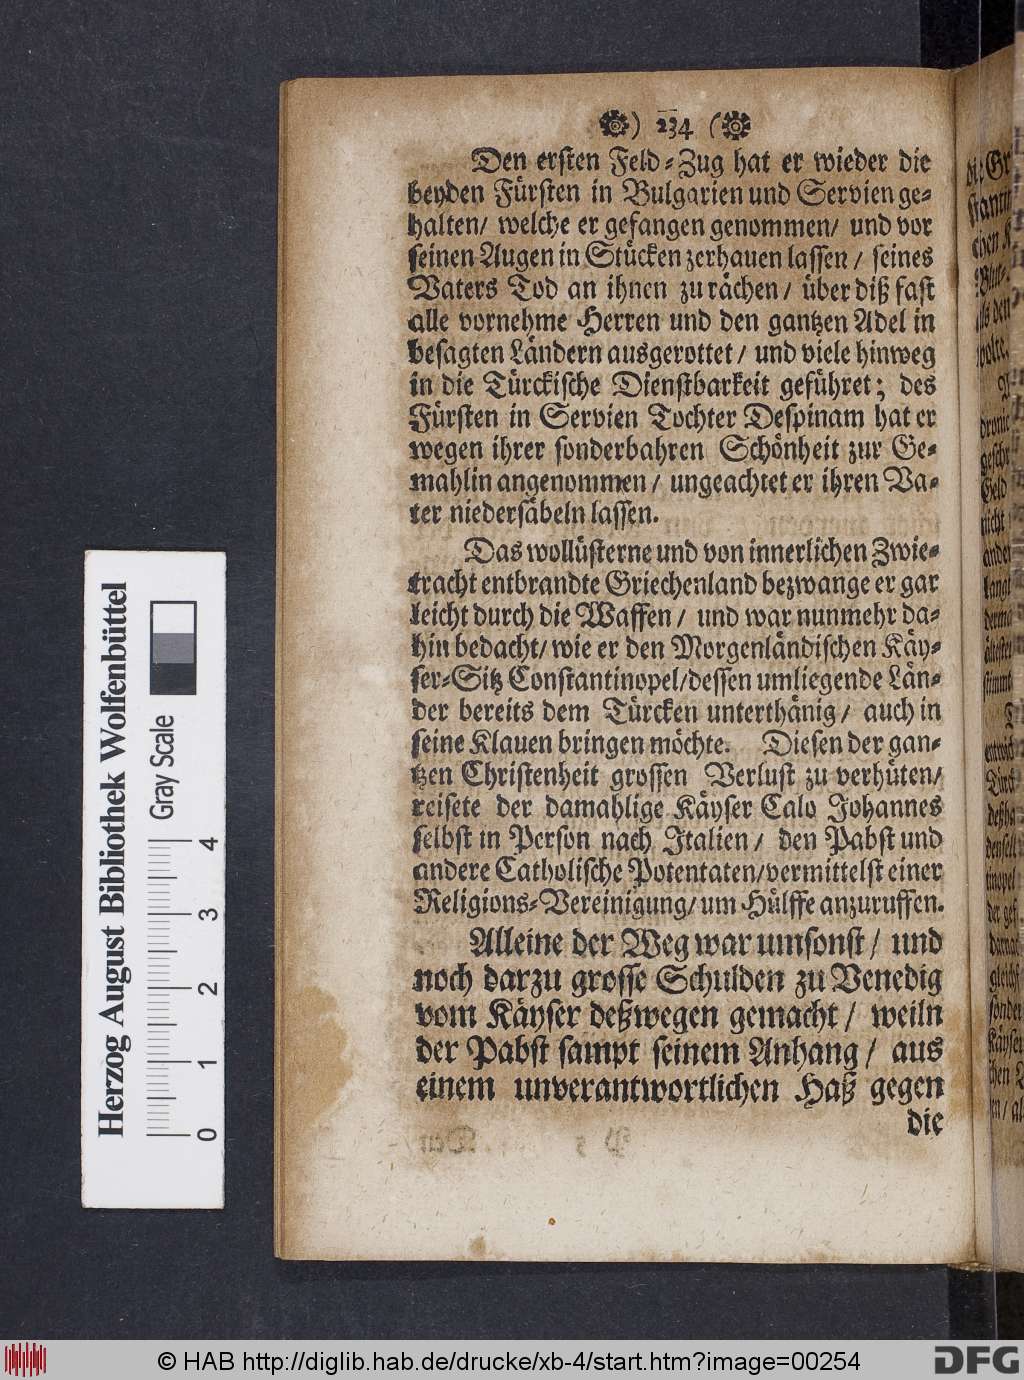 ) 234 (
Den ersten Feld-Zug hat er wieder die
beyden Fürsten in Bulgarien und Servien ge-
halten/ welche er gefangen genommen/ und vor
seinen Augen in Stücken zerhauen lassen/ seines
Vaters Tod an ihnen zu rächen/ über diß fast
alle vornehme Herren und den gantzen Adel in
besagten Ländern ausgerottet/ und viele hinweg
in die Türckische Dienstbarkeit geführet; des
Fürsten in Servien Tochter Despinam hat er
wegen ihrer sonderbahren Schönheit zur Ge-
mahlin angenommen/ ungeachtet er ihren Va-
ter niedersäbeln lassen.
Das wollüsterne und von innerlichen Zwie-
tracht entbrandte Griechenland bezwange er gar
leicht durch die Waffen/ und war nunmehr da-
hin bedacht/ wie er den Morgenländischen Käy-
ser-Sitz Constantinopel/dessen umliegende Län-
der bereits dem Türcken unterthänig/ auch in
seine Klauen bringen möchte. Diesen der gan-
tzen Christenheit grossen Verlust zu verhüten/
reisete der damahlige Käyser Calo Johannes
selbst in Person nach Italien/ den Pabst und
andere Catholische Potentaten/vermittelst einer
Religions-Vereinigung/ um Hülffe anzuruffen.
Alleine der Weg war umsonst/ und
noch darzu grosse Schulden zu Venedig
vom Käyser deßwegen gemacht/ weiln
der Pabst sampt seinem Anhang/ aus
einem unverantwortlichen Haß gegen
die
Herzog August Bibliothek Wolfenbüttel
Gray Scale
0 1 2 3 4
© HAB http://diglib.hab.de/drucke/xb-4/start.htm?image=00254
DFG